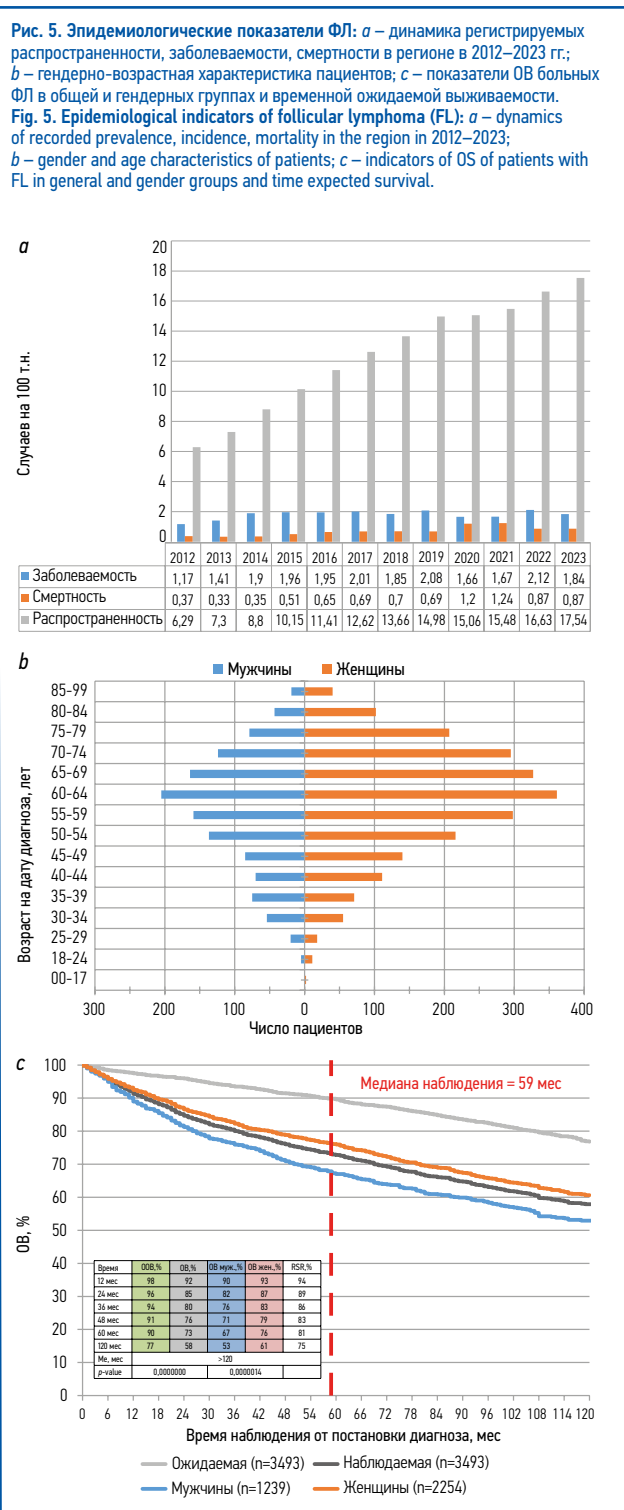 Рис. 5. Эпидемиологические показатели ФЛ: a – динамика регистрируемых
распространенности, заболеваемости, смертности в регионе в 2012–2023 гг.;
b – гендерно-возрастная характеристика пациентов; c – показатели ОВ больных
ФЛ в общей и гендерных группах и временной ожидаемой выживаемости.
Fig. 5. Epidemiological indicators of follicular lymphoma (FL): a – dynamics
of recorded prevalence, incidence, mortality in the region in 2012–2023;
b – gender and age characteristics of patients; c – indicators of OS of patients with
FL in general and gender groups and time expected survival.
a
Случаев на 100 т.н.
20
18
16
14
12
10
8
6
4
2
0
2012 2013 2014 2015 2016 2017 2018 2019 2020 2021 2022 2023
Заболеваемость 1,17 1,41 1,9 1,96 1,95 2,01 1,85 2,08 1,66 1,67 2,12 1,84
Смертность 0,37 0,33 0,35 0,51 0,65 0,69 0,7 0,69 1,2 1,24 0,87 0,87
Распространенность 6,29 7,3 8,8 10,15 11,41 12,62 13,66 14,98 15,06 15,48 16,63 17,54
b
Мужчины Женщины
Возраст на дату диагноза, лет
85-99
80-84
75-79
70-74
65-69
60-64
55-59
50-54
45-49
40-44
35-39
30-34
25-29
18-24
00-17
300 200 100 0 100 200 300 400
Число пациентов
c
ОВ, %
100
90
80
70
60
50
40
30
20
10
0
Медиана наблюдения = 59 мес
Время ООВ,% ОВ,% ОВ муж.,% ОВ жен.,% RSR,%
12 мес 98 92 90 93 94
24 мес 96 85 82 87 89
36 мес 94 80 76 83 86
48 мес 91 76 71 79 83
60 мес 90 73 67 76 81
120 мес 77 58 53 61 75
Me, мес >120
p-value 0,0000000 0,0000014
0 6 12 18 24 30 36 42 48 54 60 66 72 78 84 90 96 102 108 114 120
Время наблюдения от постановки диагноза, мес
Ожидаемая (n=3493) Наблюдаемая (n=3493)
Мужчины (n=1239) Женщины (n=2254)